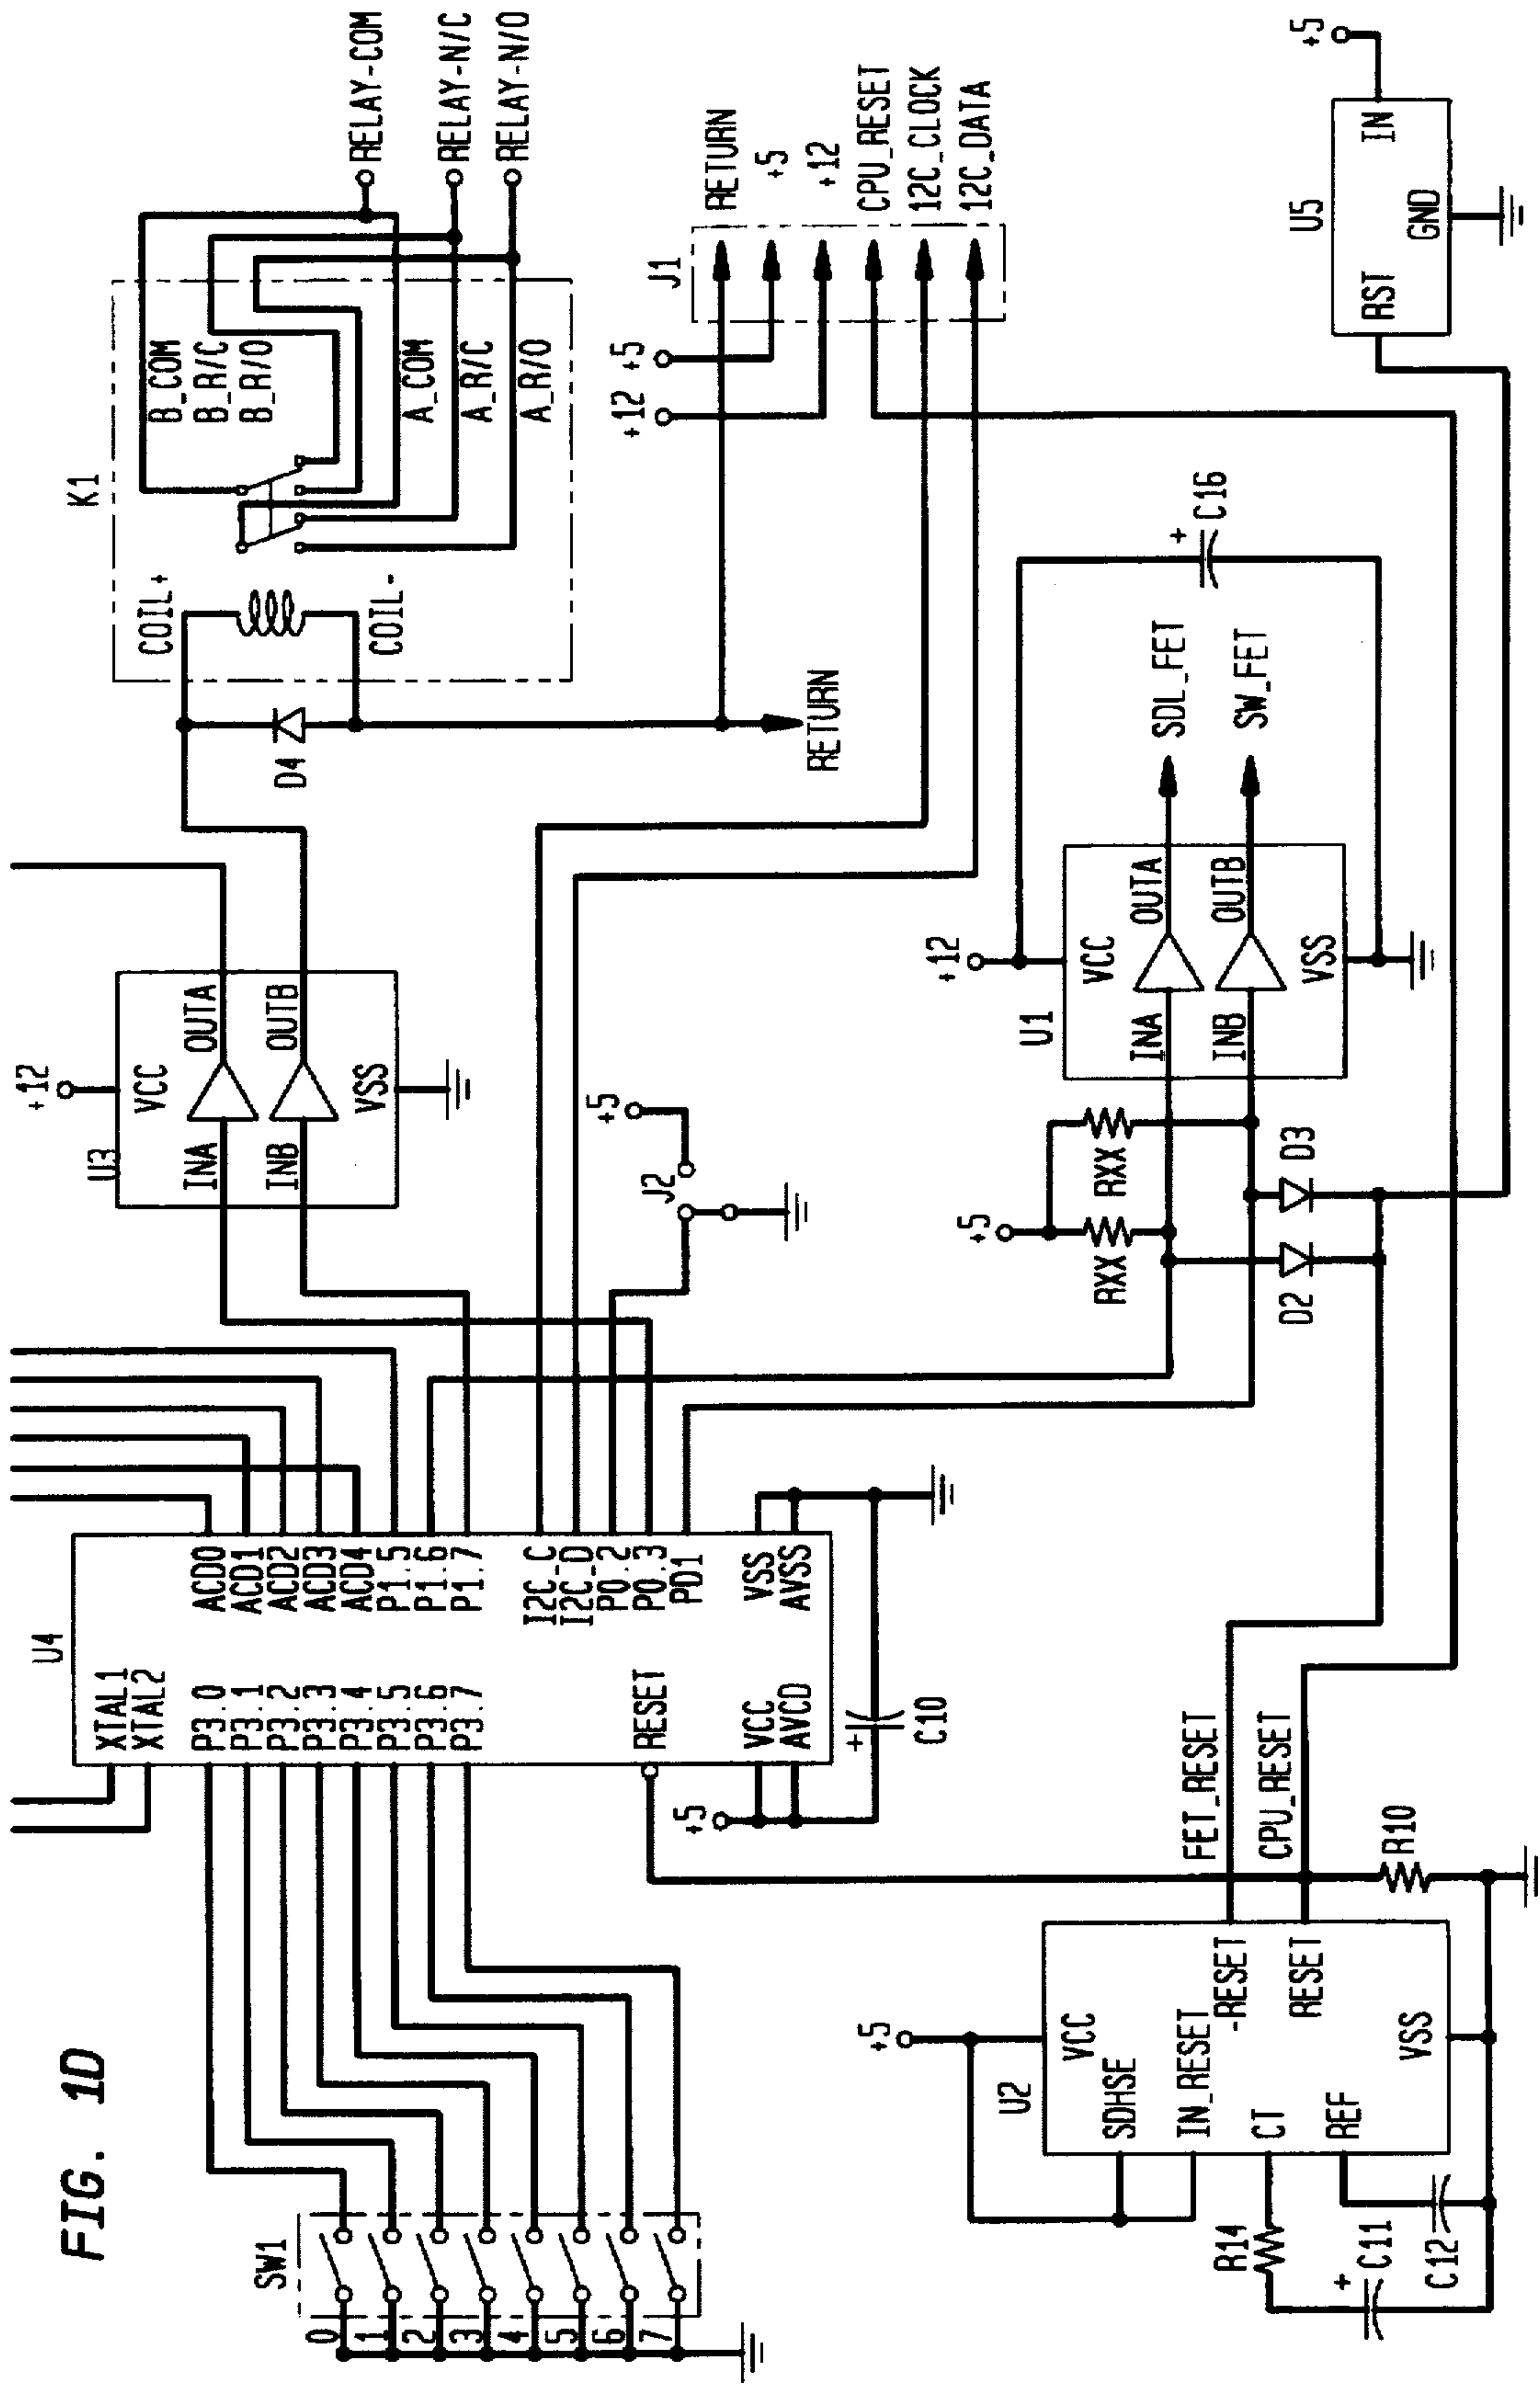 FIG. 1D
SW1
0
1
2
3
4
5
6
7
U4
XTAL1
XTAL2
P3.0
P3.1
P3.2
P3.3
P3.4
P3.5
P3.6
P3.7
RESET
VCC
AVCD
ACD0
ACD1
ACD2
ACD3
ACD4
P1.5
P1.6
P1.7
I2C_C
I2C_D
P0.2
P0.3
PD1
VSS
AVSS
+5
+
C10
U3
+12
VCC
INA
OUTA
INB
OUTB
VSS
D4
K1
COIL+
COIL-
B_COM
B_R/C
B_R/O
A_COM
A_R/C
A_R/O
RELAY-COM
RELAY-N/C
RELAY-N/O
J2
+5
RETURN
+12
+5
J1
RETURN
+5
+12
CPU_RESET
12C_CLOCK
12C_DATA
U2
+5
VCC
SDHSE
IN_RESET
CT
REF
-RESET
RESET
VSS
R14
+
C11
C12
FET_RESET
CPU_RESET
R10
+5
RXX
RXX
D2
D3
U1
+12
VCC
INA
OUTA
INB
OUTB
VSS
SDL_FET
SW_FET
+
C16
U5
RST
IN
GND
+5